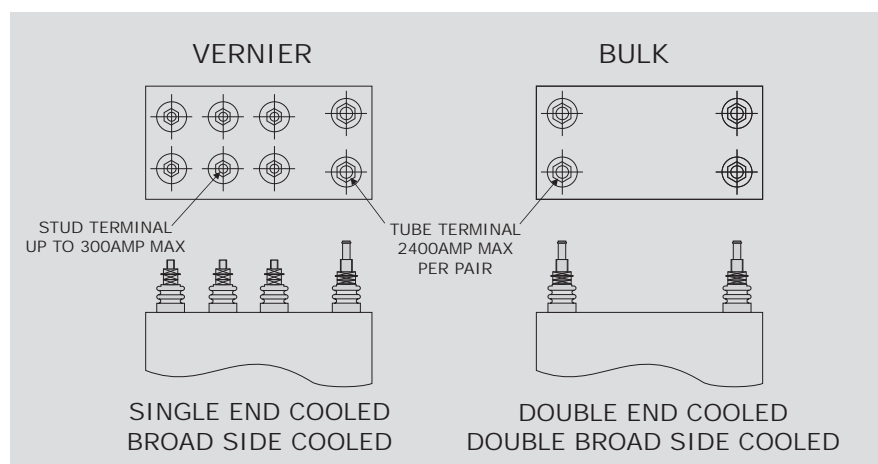 VERNIER
BULK
STUD TERMINAL
UP TO 300AMP MAX
TUBE TERMINAL
2400AMP MAX
PER PAIR
SINGLE END COOLED
BROAD SIDE COOLED
DOUBLE END COOLED
DOUBLE BROAD SIDE COOLED